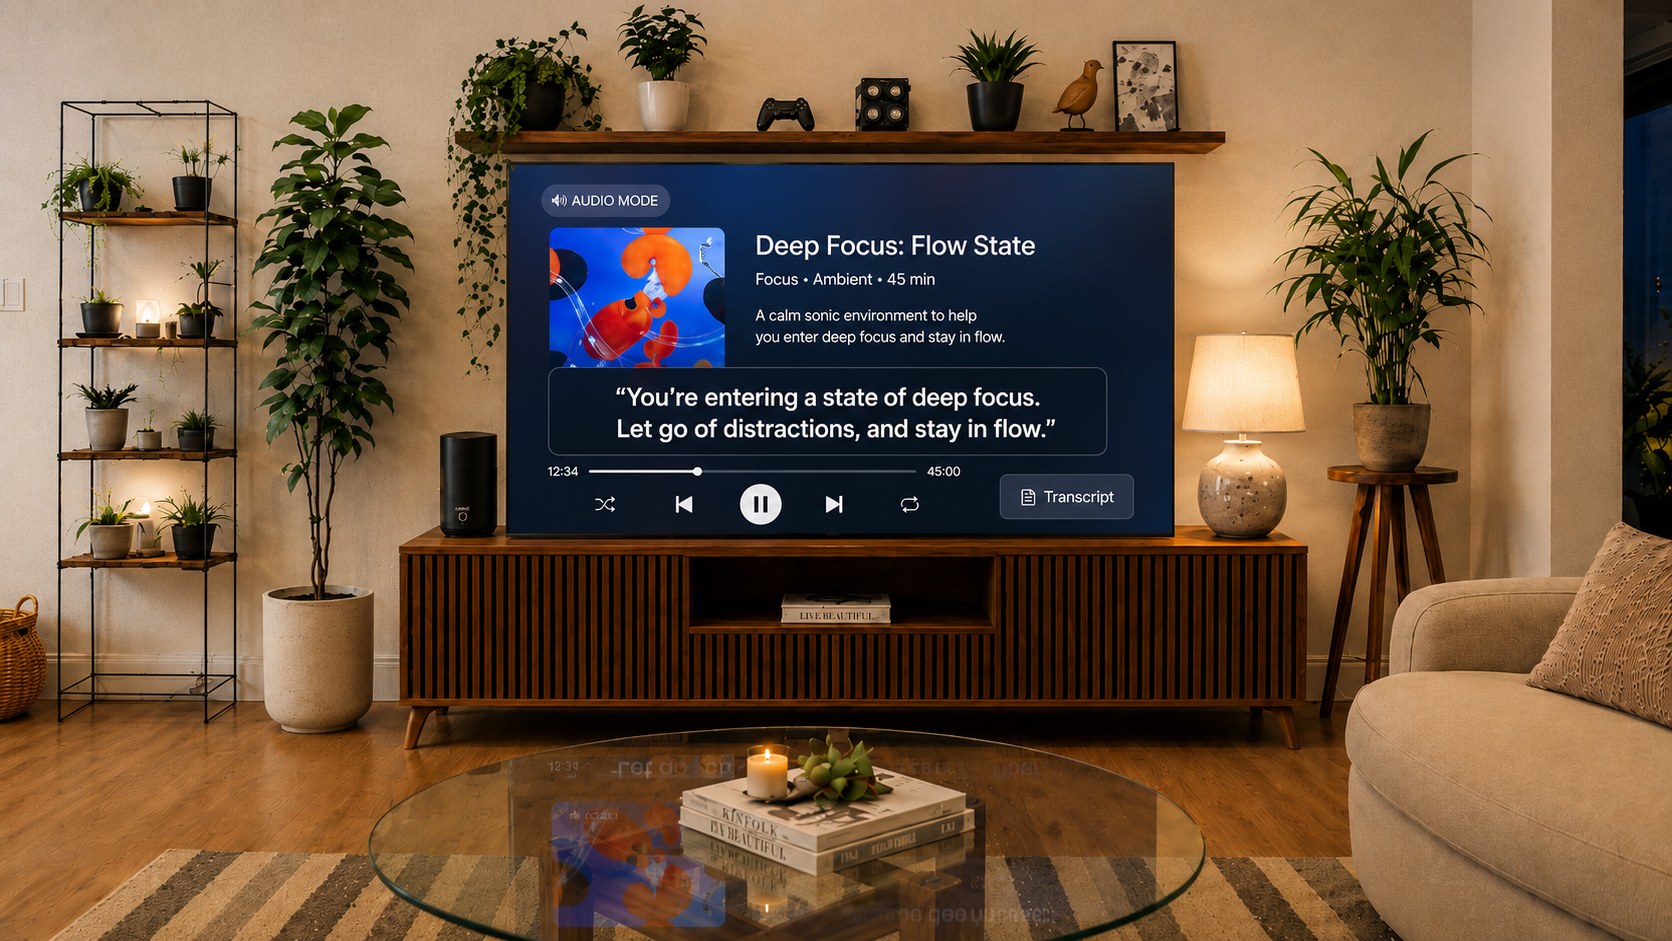 AUDIO MODE
Deep Focus: Flow State
Focus • Ambient • 45 min
A calm sonic environment to help
you enter deep focus and stay in flow.
“You’re entering a state of deep focus.
Let go of distractions, and stay in flow.”
12:34
45:00
Transcript
LIVE BEAUTIFUL
KINFOLK